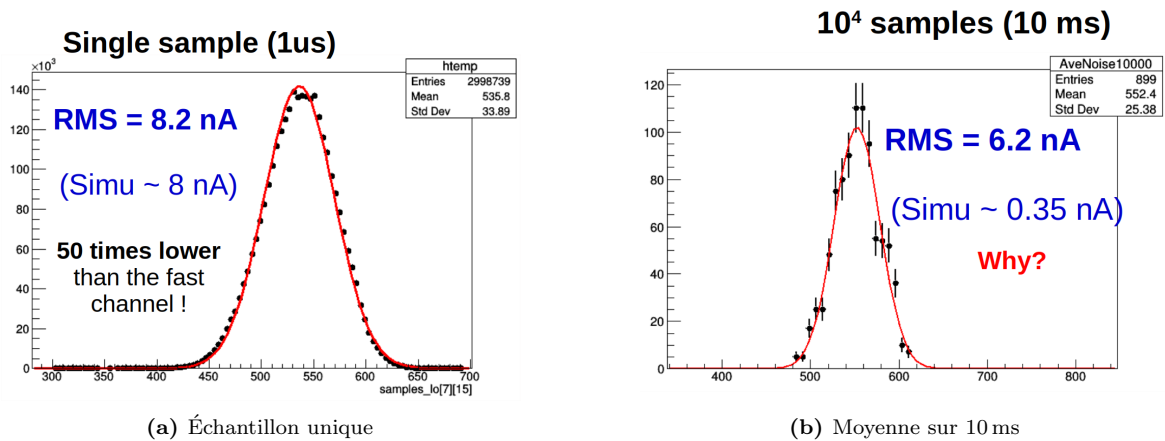 Single sample (1us)
×10³
htemp
Entries 2998739
Mean 535.8
Std Dev 33.89
140
120
100
80
60
40
20
0
RMS = 8.2 nA
(Simu ~ 8 nA)
50 times lower
than the fast
channel !
300 350 400 450 500 550 600 650 700
samples_lo[7][15]
(a) Échantillon unique
10⁴ samples (10 ms)
AveNoise10000
Entries 899
Mean 552.4
Std Dev 25.38
120
100
80
60
40
20
0
RMS = 6.2 nA
(Simu ~ 0.35 nA)
Why?
400 500 600 700 800
(b) Moyenne sur 10 ms